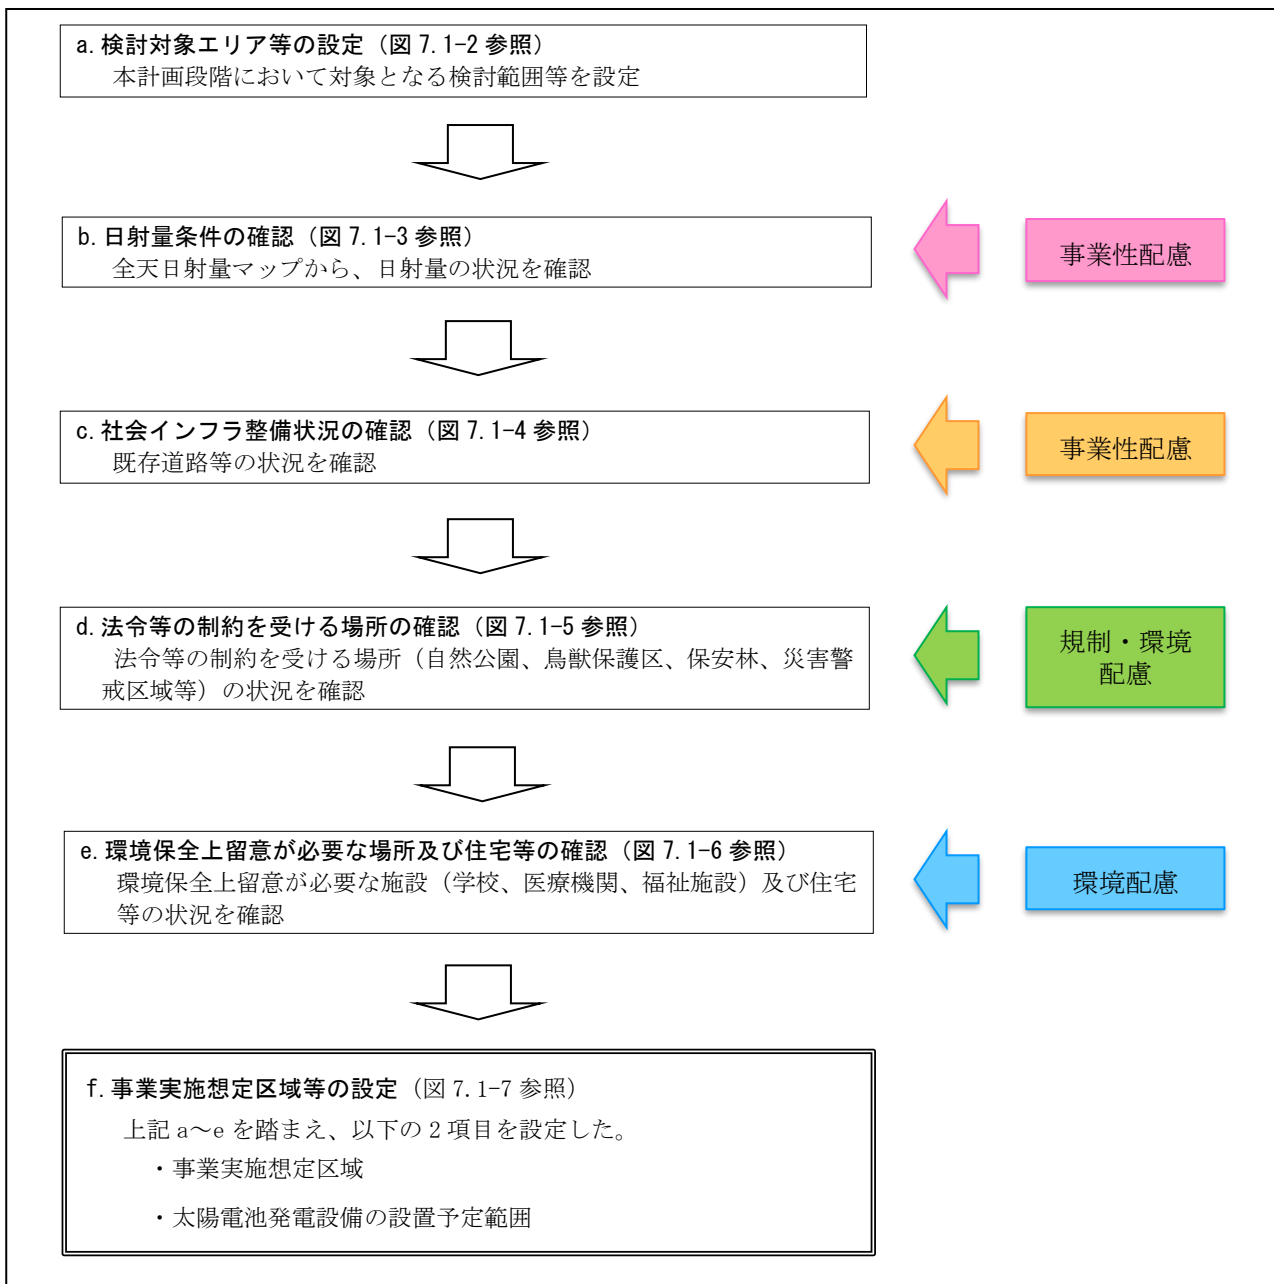 a.検討対象エリア等の設定（図 7.1-2 参照）
本計画段階において対象となる検討範囲等を設定
b.日射量条件の確認（図 7.1-3 参照）
全天日射量マップから、日射量の状況を確認
事業性配慮
c.社会インフラ整備状況の確認（図 7.1-4 参照）
既存道路等の状況を確認
事業性配慮
d.法令等の制約を受ける場所の確認（図 7.1-5 参照）
法令等の制約を受ける場所（自然公園、鳥獣保護区、保安林、災害警
戒区域等）の状況を確認
規制・環境
配慮
e.環境保全上留意が必要な場所及び住宅等の確認（図 7.1-6 参照）
環境保全上留意が必要な施設（学校、医療機関、福祉施設）及び住宅
等の状況を確認
環境配慮
f.事業実施想定区域等の設定（図 7.1-7 参照）
上記 a～e を踏まえ、以下の 2 項目を設定した。
・事業実施想定区域
・太陽電池発電設備の設置予定範囲